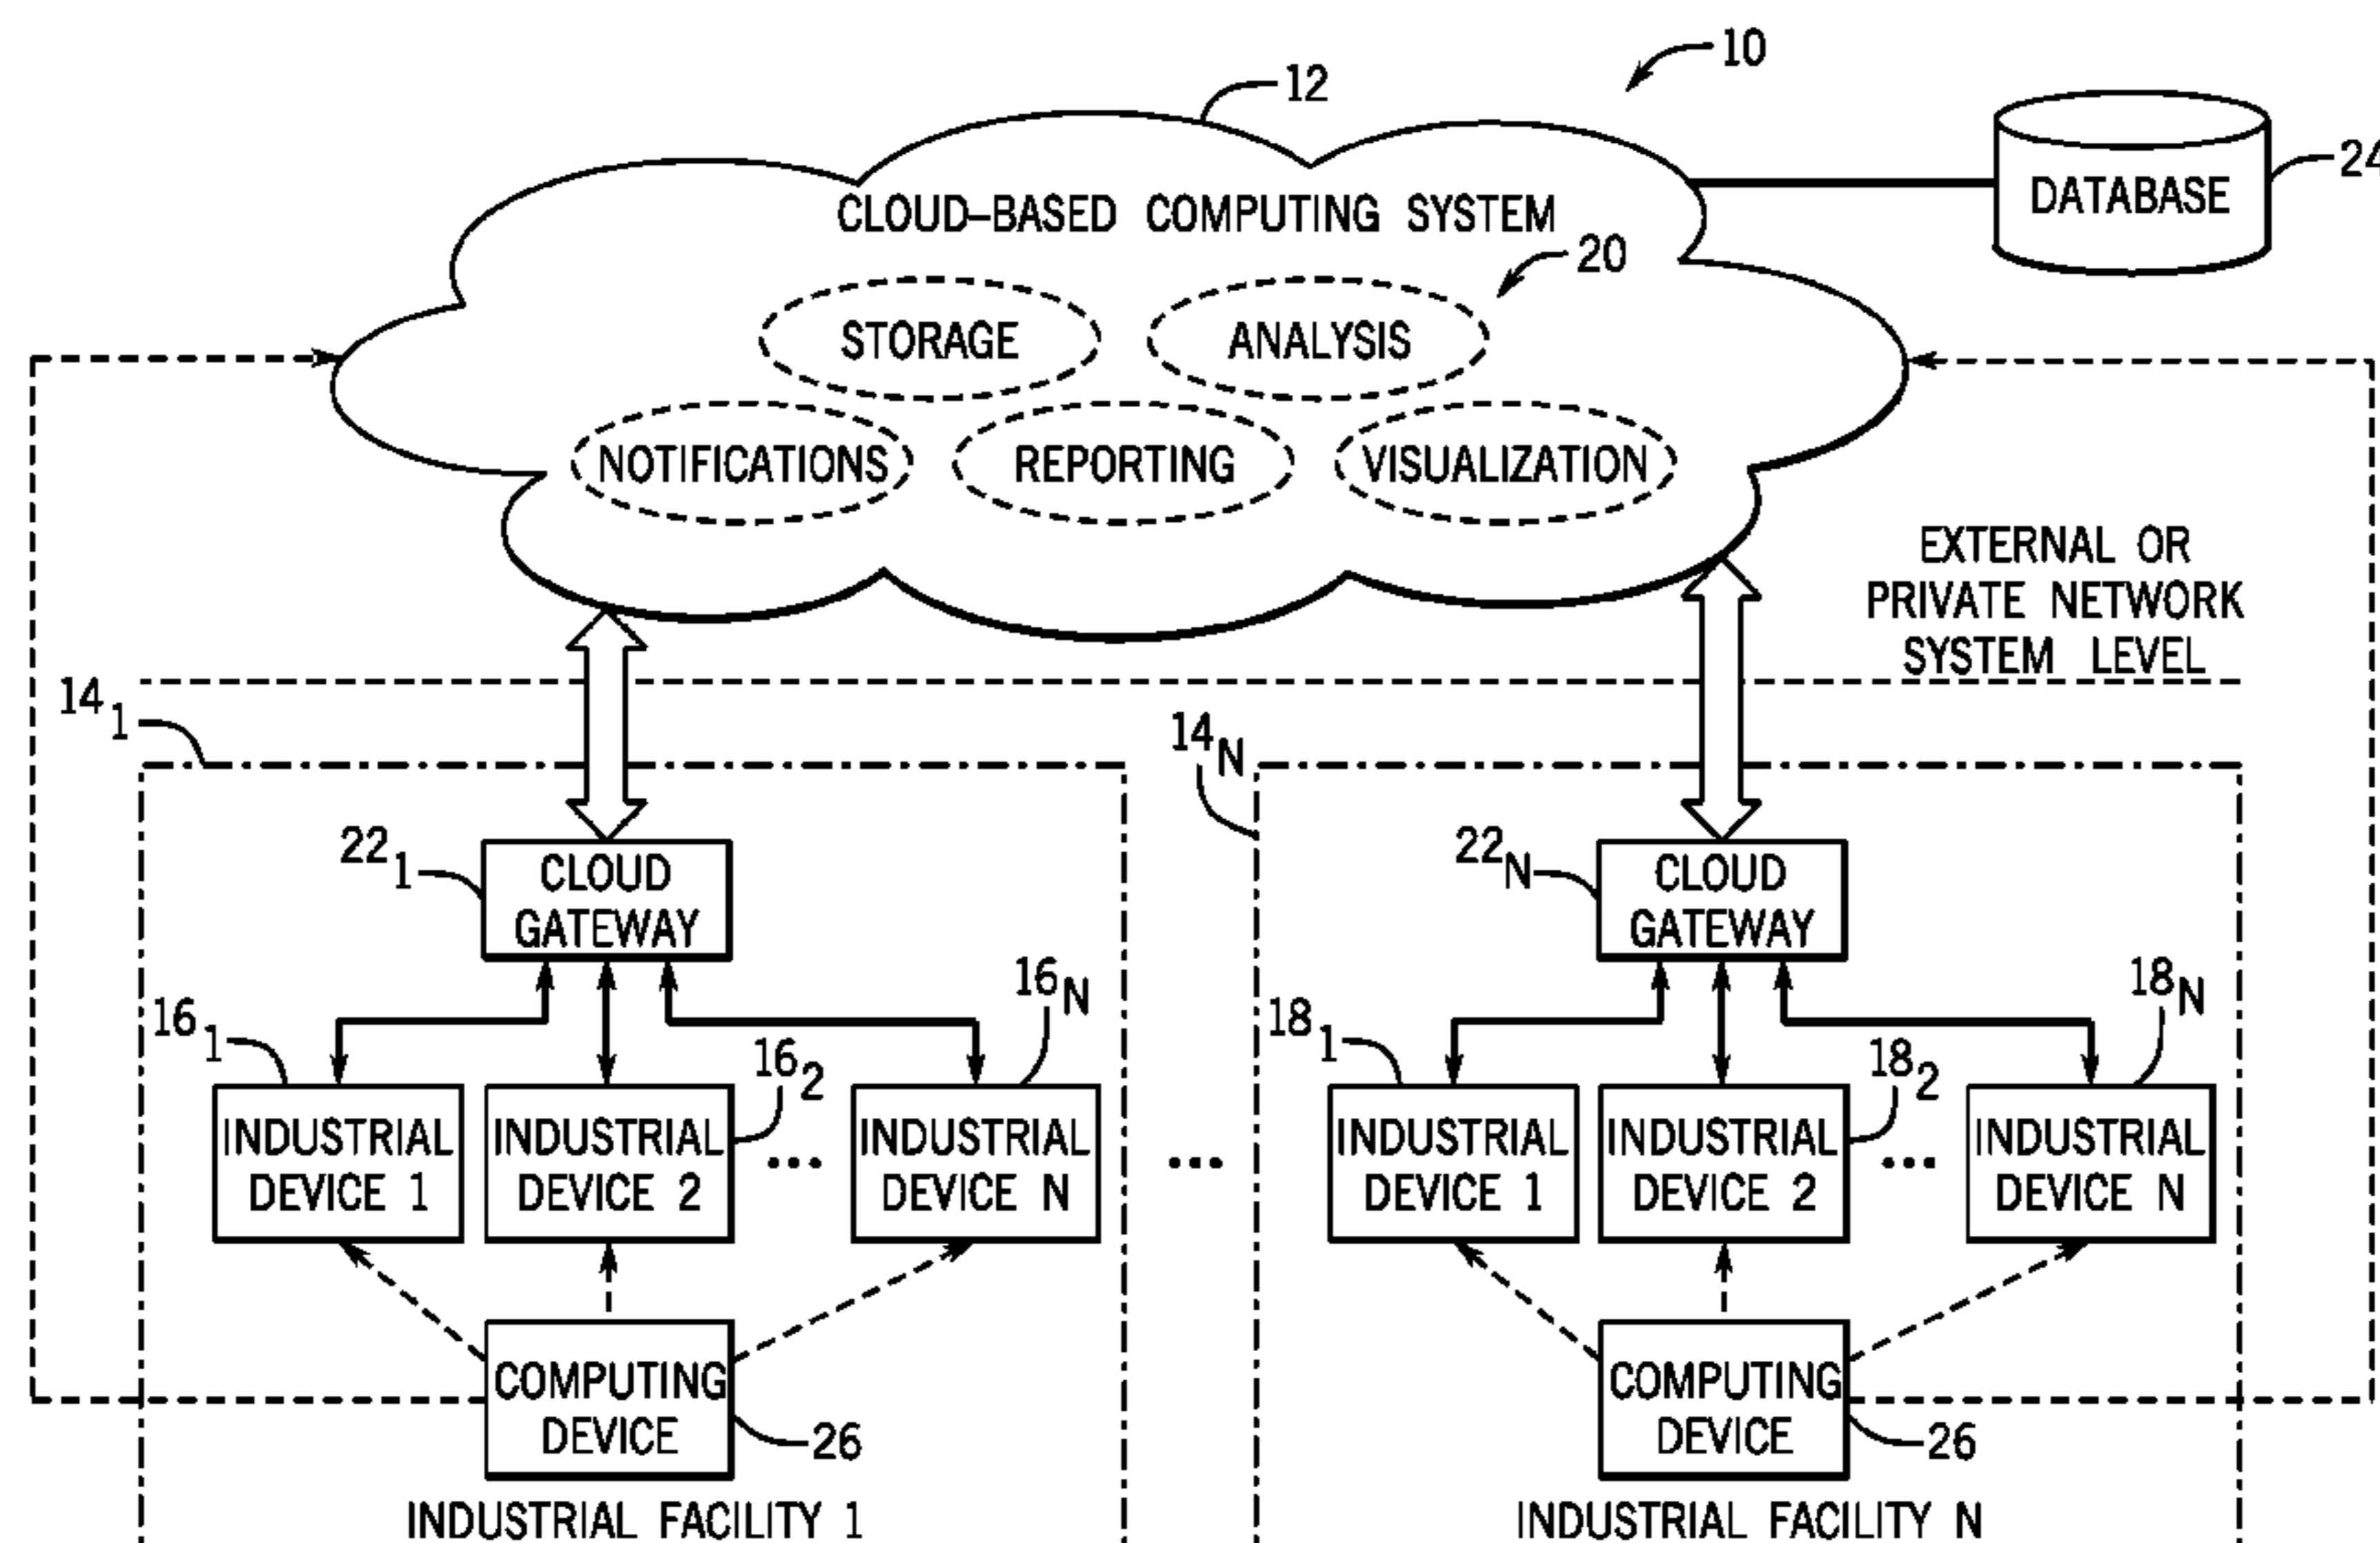 10
12
24
DATABASE
CLOUD-BASED COMPUTING SYSTEM
20
STORAGE
ANALYSIS
NOTIFICATIONS
REPORTING
VISUALIZATION
EXTERNAL OR
PRIVATE NETWORK
SYSTEM LEVEL
14 1
14 N
22 1
CLOUD
GATEWAY
22 N
CLOUD
GATEWAY
16 1
16 2
16 N
18 1
18 2
18 N
INDUSTRIAL
DEVICE 1
INDUSTRIAL
DEVICE 2
...
INDUSTRIAL
DEVICE N
...
INDUSTRIAL
DEVICE 1
INDUSTRIAL
DEVICE 2
...
INDUSTRIAL
DEVICE N
COMPUTING
DEVICE
26
COMPUTING
DEVICE
26
INDUSTRIAL FACILITY 1
INDUSTRIAL FACILITY N